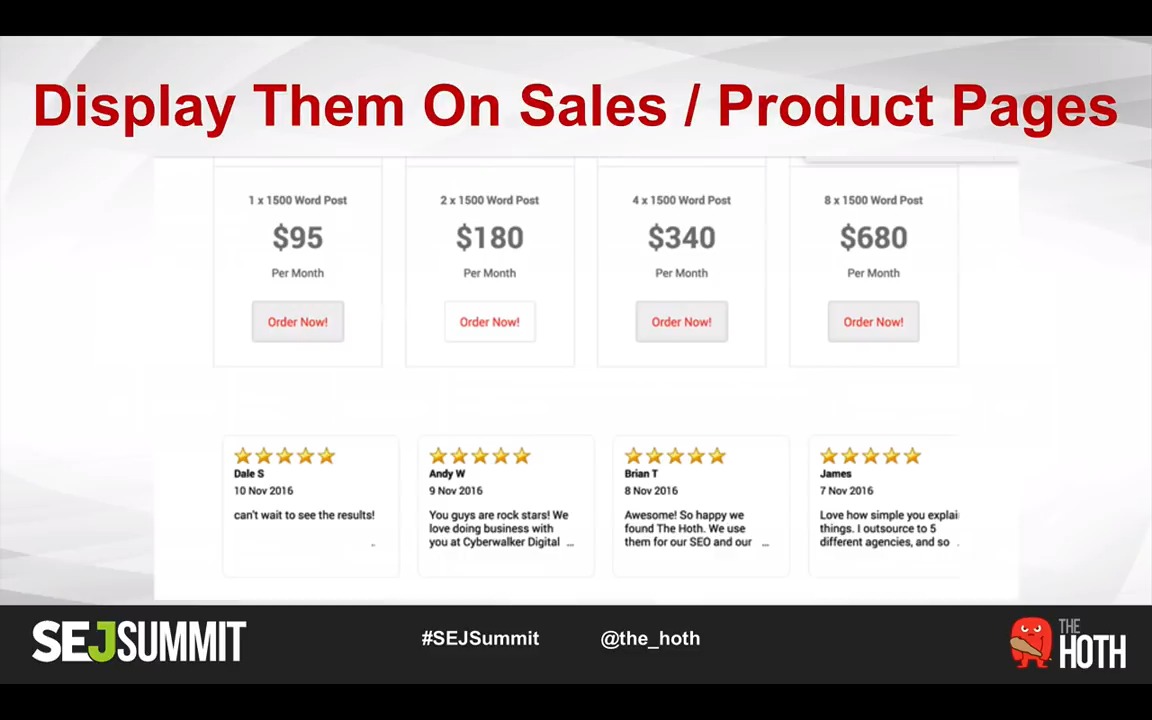 Display Them On Sales / Product Pages
1 x 1500 Word Post
$95
Per Month
Order Now!
2 x 1500 Word Post
$180
Per Month
Order Now!
4 x 1500 Word Post
$340
Per Month
Order Now!
8 x 1500 Word Post
$680
Per Month
Order Now!
Dale S
10 Nov 2016
can't wait to see the results!
..
Andy W
9 Nov 2016
You guys are rock stars! We
love doing business with
you at Cyberwalker Digital ...
Brian T
8 Nov 2016
Awesome! So happy we
found The Hoth. We use
them for our SEO and our ...
James
7 Nov 2016
Love how simple you explai
things. I outsource to 5
different agencies, and so .
SEJSUMMIT
#SEJSummit
@the_hoth
THE
HOTH